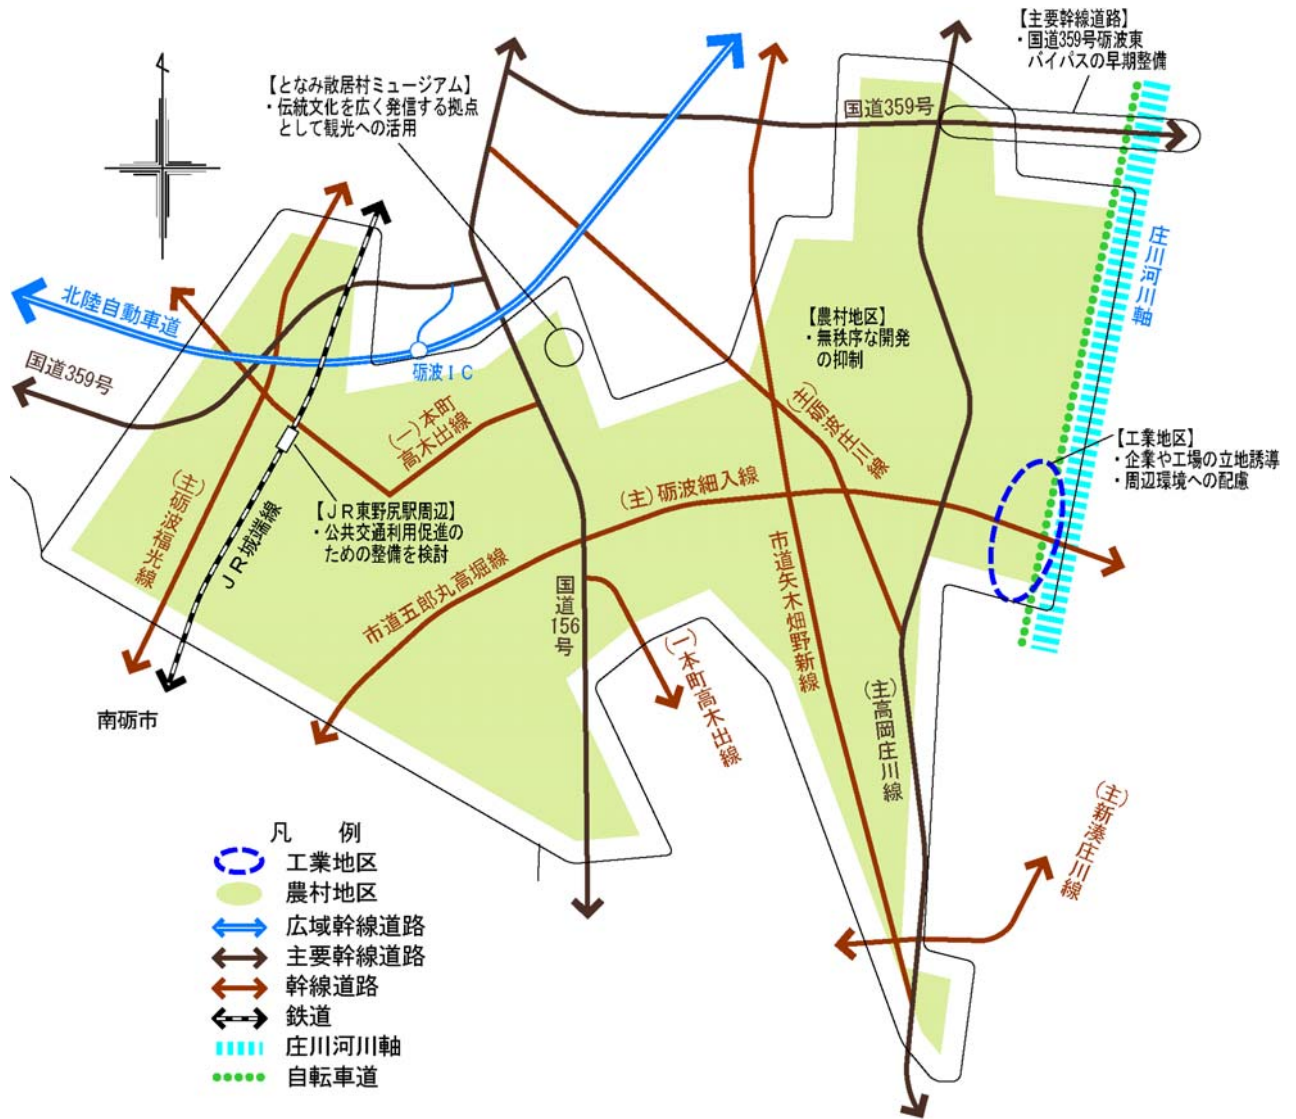 【主要幹線道路】
・国道359号砺波東
バイパスの早期整備
【となみ散居村ミュージアム】
・伝統文化を広く発信する拠点
として観光への活用
国道359号
庄川河川軸
北陸自動車道
国道359号
砺波IC
【農村地区】
・無秩序な開発
の抑制
(一)本町
高木出線
(主)砺波庄川線
【工業地区】
・企業や工場の立地誘導
・周辺環境への配慮
(主)砺波福光線
JR城端線
【JR東野尻駅周辺】
・公共交通利用促進の
ための整備を検討
(主)砺波細入線
市道五郎丸高堀線
国道156号
市道矢木畑野新線
(一)本町高木出線
(主)高岡庄川線
南砺市
(主)新湊庄川線
凡 例
工業地区
農村地区
広域幹線道路
主要幹線道路
幹線道路
鉄道
庄川河川軸
自転車道